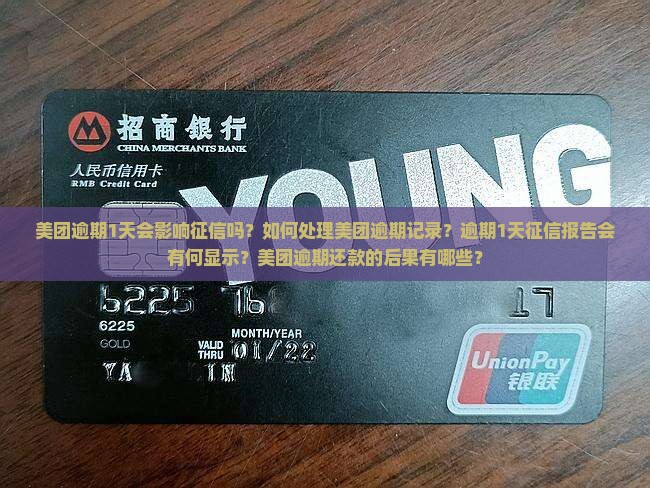 招商銀行
CHINA MERCHANTS BANK
人民币信用卡
RMB Credit Card
YOUNG
美团逾期1天会影响征信吗？如何处理美团逾期记录？逾期1天征信报告会
有何显示？美团逾期还款的后果有哪些？
6225 76 17
6225
MONTH/YEAR
GOLD
VALID
THRU
01/22
YA IN
UnionPay
银联